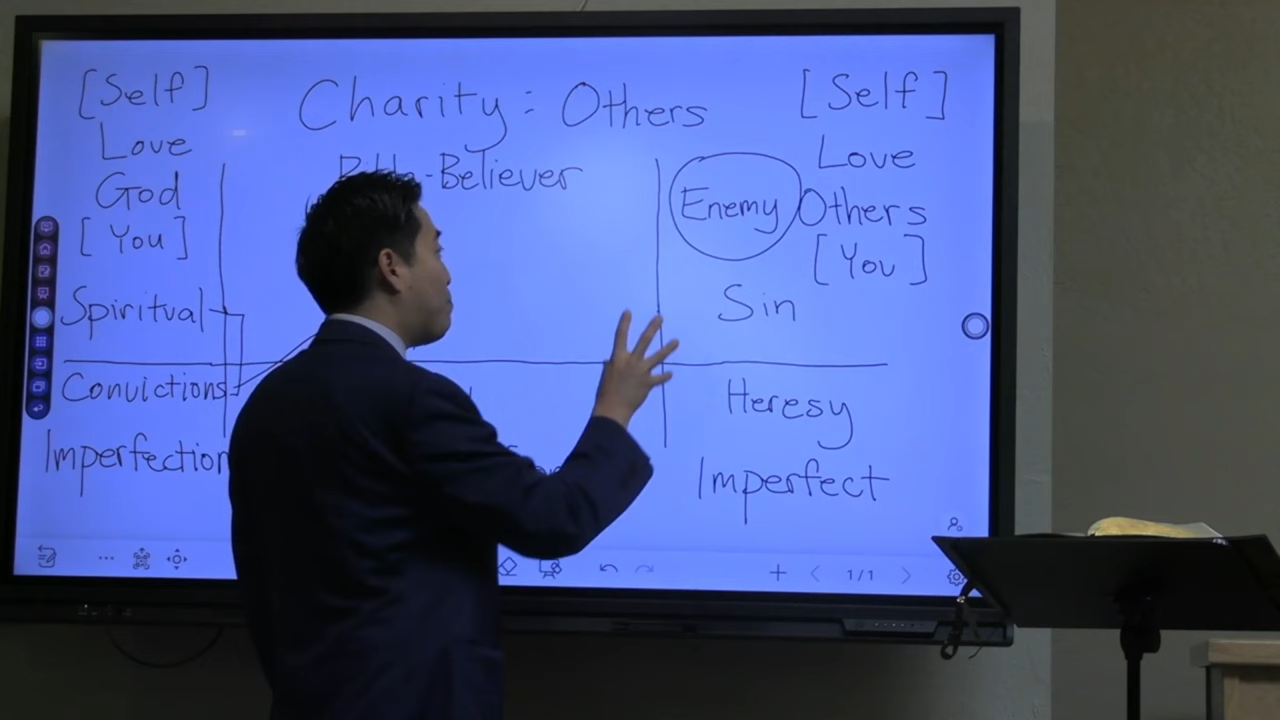 [Self]
Love
God
[You]
Spiritual
Convictions
Imperfection
Charity: Others
-Believer
[Self]
Love
Enemy Others
[You]
Sin
Heresy
Imperfect
1/1